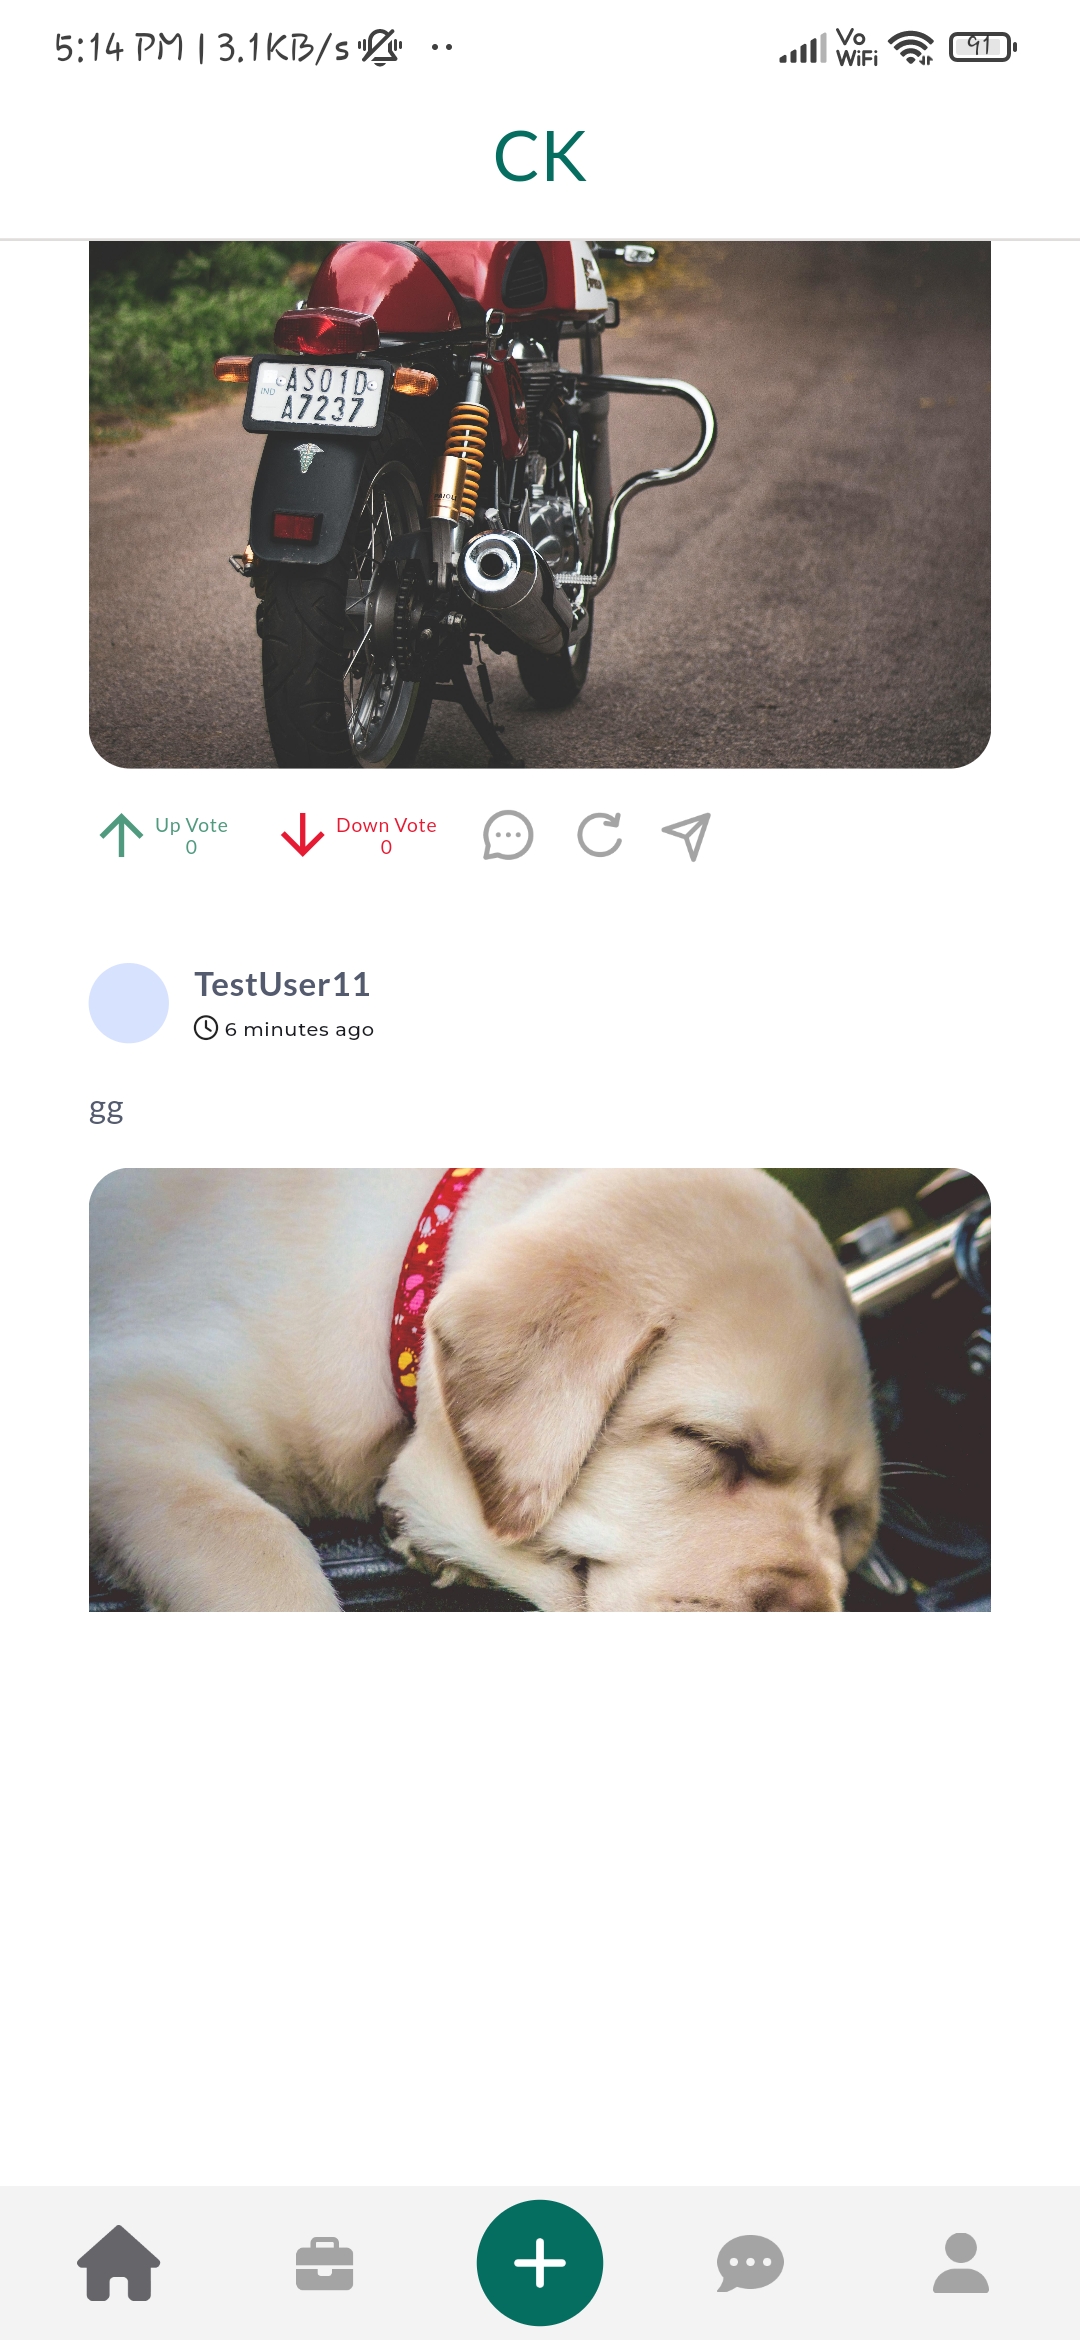 5:14 PM | 3.1KB/s
Vo
WiFi
91
CK
IND
AS01D
A7237
Up Vote
0
Down Vote
0
TestUser11
6 minutes ago
gg